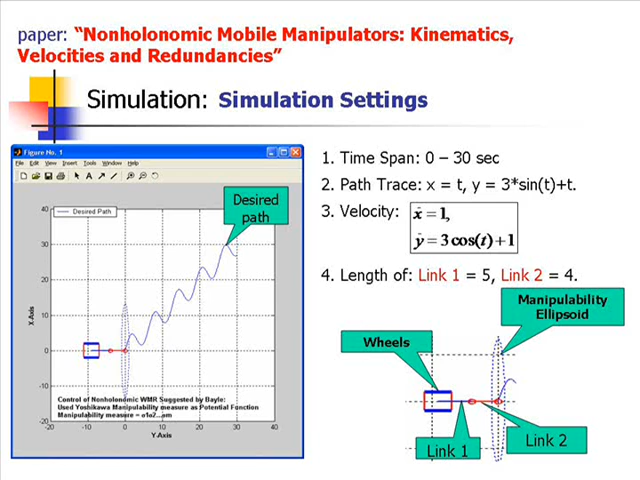 paper: "Nonholonomic Mobile Manipulators: Kinematics,
Velocities and Redundancies"
Simulation: Simulation Settings
Figure No. 1
File Edit View Insert Tools Window Help
Desired Path
Desired
path
40
30
20
10
0
-10
-20
-20 -10 0 10 20 30 40
X-Axis
Y-Axis
Control of Nonholonomic WMR Suggested by Bayle:
Used Yoshikawa Manipulability measure as Potential Function
Manipulability measure = σ1σ2...σm
1. Time Span: 0 – 30 sec
2. Path Trace: x = t, y = 3*sin(t)+t.
3. Velocity:
ẋ = 1,
ẏ = 3cos(t)+1
4. Length of: Link 1 = 5, Link 2 = 4.
Manipulability
Ellipsoid
Wheels
Link 1
Link 2